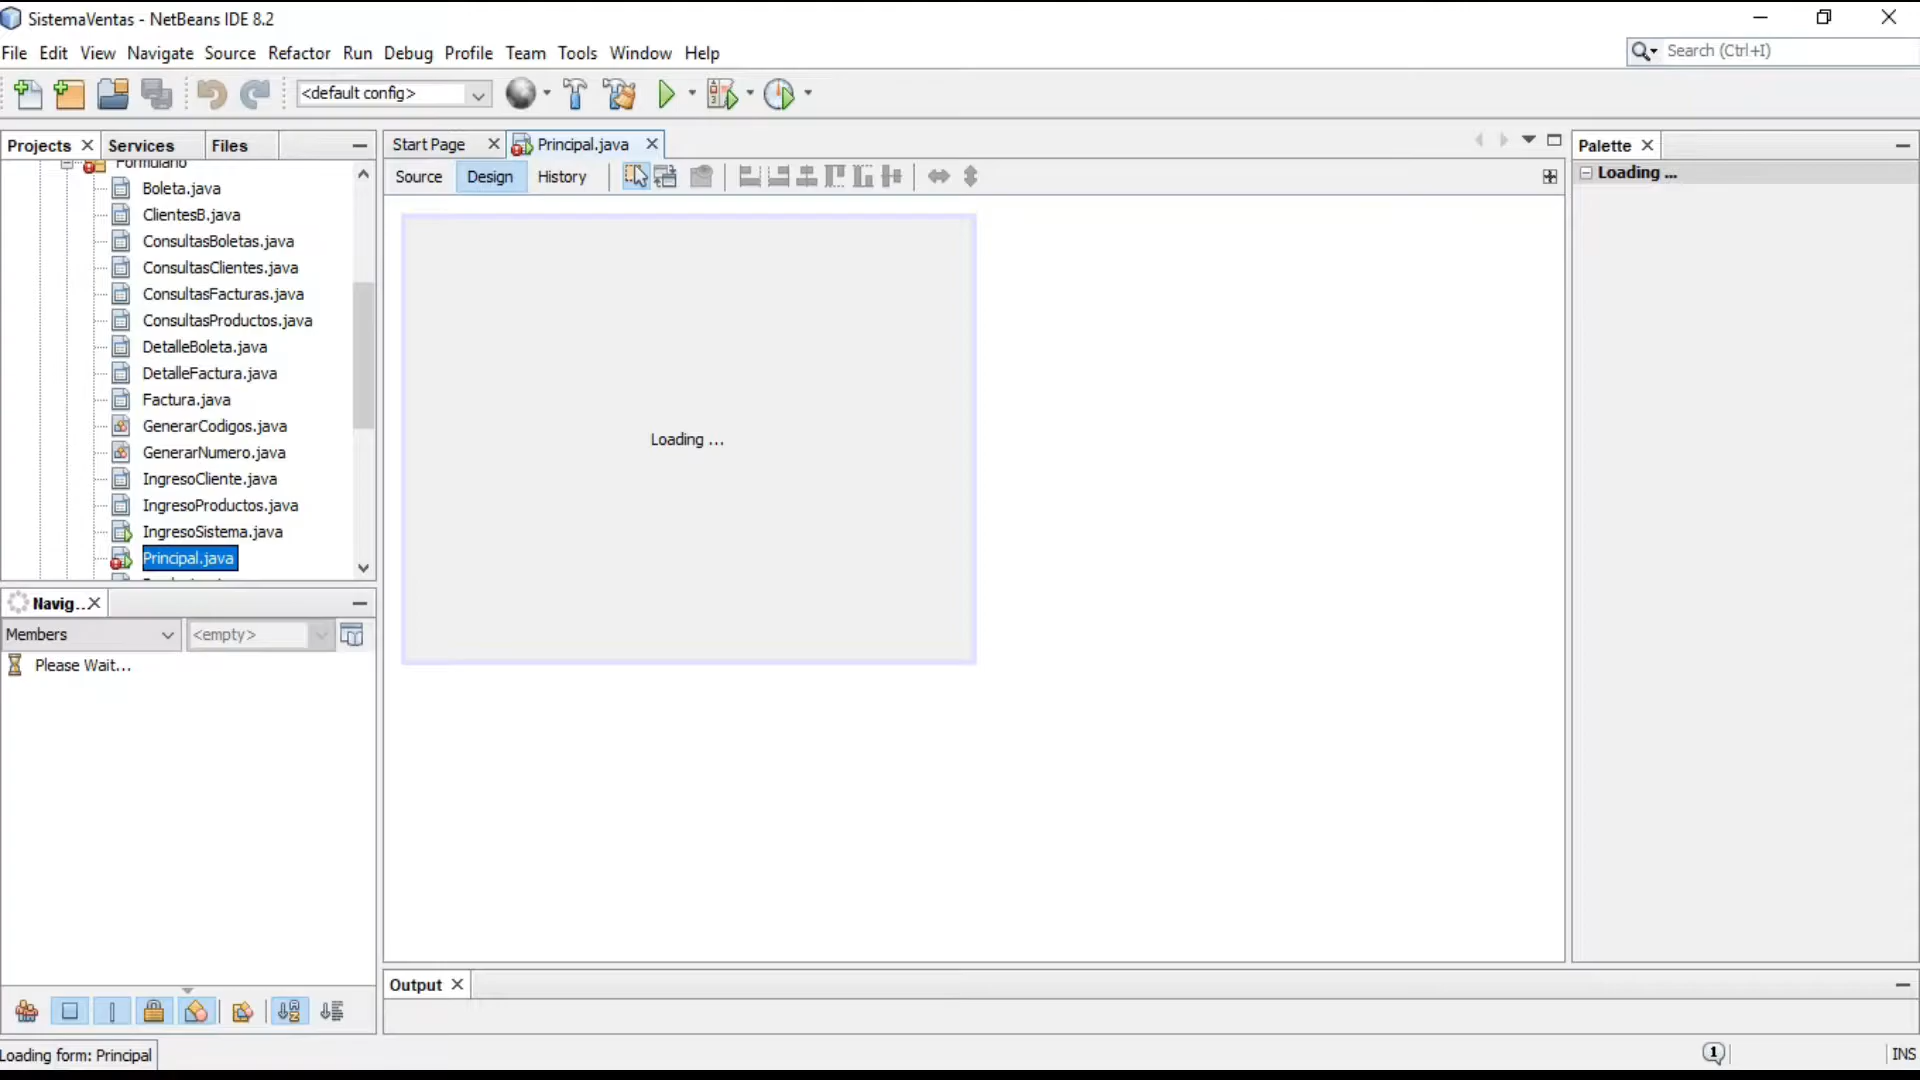 SistemaVentas - NetBeans IDE 8.2
File Edit View Navigate Source Refactor Run Debug Profile Team Tools Window Help
Search (Ctrl+I)
<default config>
Projects Services Files
Start Page Principal.java
Palette
Source Design History
Loading ...
Formulario
Boleta.java
ClientesB.java
ConsultasBoletas.java
ConsultasClientes.java
ConsultasFacturas.java
ConsultasProductos.java
DetalleBoleta.java
DetalleFactura.java
Factura.java
GenerarCodigos.java
GenerarNumero.java
IngresoCliente.java
IngresoProductos.java
IngresoSistema.java
Principal.java
Loading ...
Navig...
Members <empty>
Please Wait...
Output
Loading form: Principal
1
INS